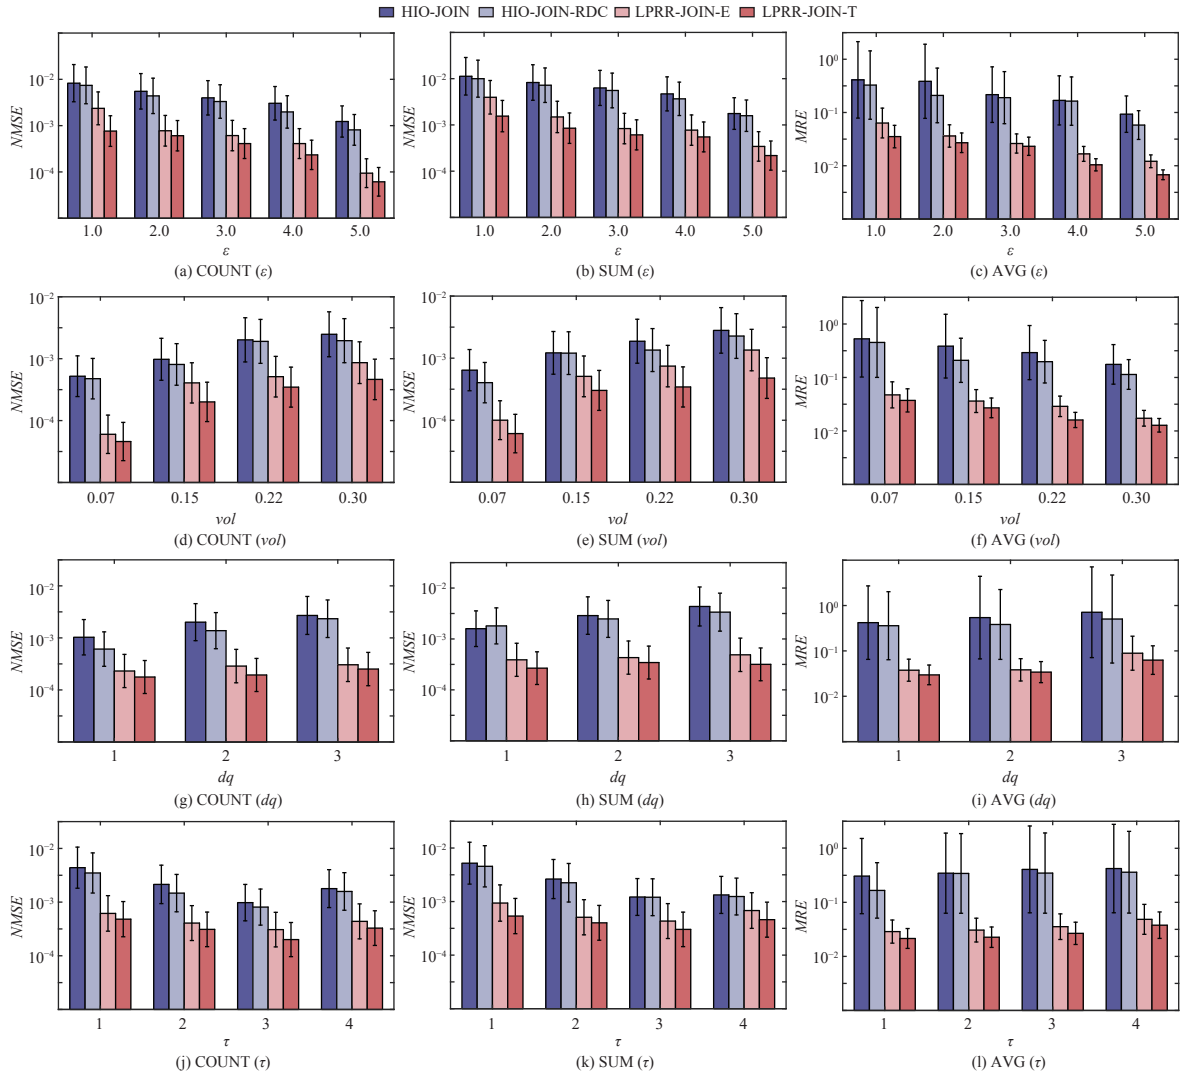 HIO-JOIN HIO-JOIN-RDC LPRR-JOIN-E LPRR-JOIN-T
NMSE
10⁻²
10⁻³
10⁻⁴
1.0 2.0 3.0 4.0 5.0
ε
(a) COUNT (ε)
NMSE
10⁻²
10⁻³
10⁻⁴
1.0 2.0 3.0 4.0 5.0
ε
(b) SUM (ε)
MRE
10⁰
10⁻¹
10⁻²
1.0 2.0 3.0 4.0 5.0
ε
(c) AVG (ε)
NMSE
10⁻²
10⁻³
10⁻⁴
0.07 0.15 0.22 0.30
vol
(d) COUNT (vol)
NMSE
10⁻²
10⁻³
10⁻⁴
0.07 0.15 0.22 0.30
vol
(e) SUM (vol)
MRE
10⁰
10⁻¹
10⁻²
0.07 0.15 0.22 0.30
vol
(f) AVG (vol)
NMSE
10⁻²
10⁻³
10⁻⁴
1 2 3
dq
(g) COUNT (dq)
NMSE
10⁻²
10⁻³
10⁻⁴
1 2 3
dq
(h) SUM (dq)
MRE
10⁰
10⁻¹
10⁻²
1 2 3
dq
(i) AVG (dq)
NMSE
10⁻²
10⁻³
10⁻⁴
1 2 3 4
τ
(j) COUNT (τ)
NMSE
10⁻²
10⁻³
10⁻⁴
1 2 3 4
τ
(k) SUM (τ)
MRE
10⁰
10⁻¹
10⁻²
1 2 3 4
τ
(l) AVG (τ)